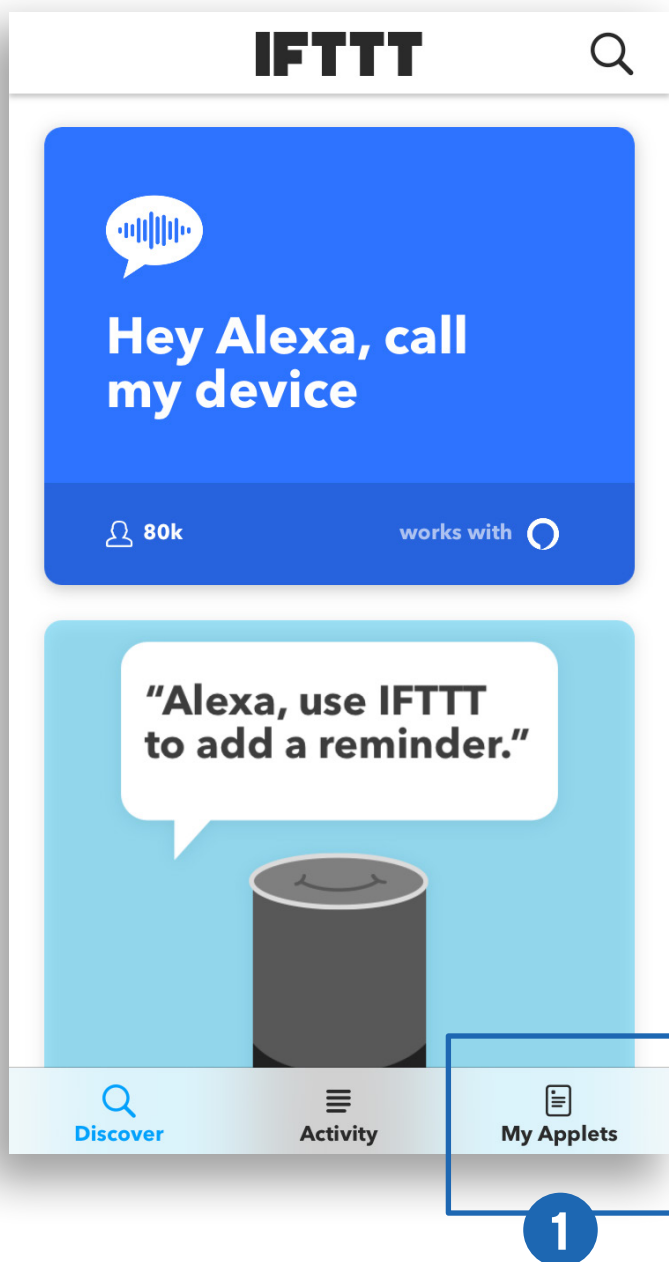 IFTTT
Hey Alexa, call
my device
80k
works with
“Alexa, use IFTTT
to add a reminder.”
Discover
Activity
My Applets
1